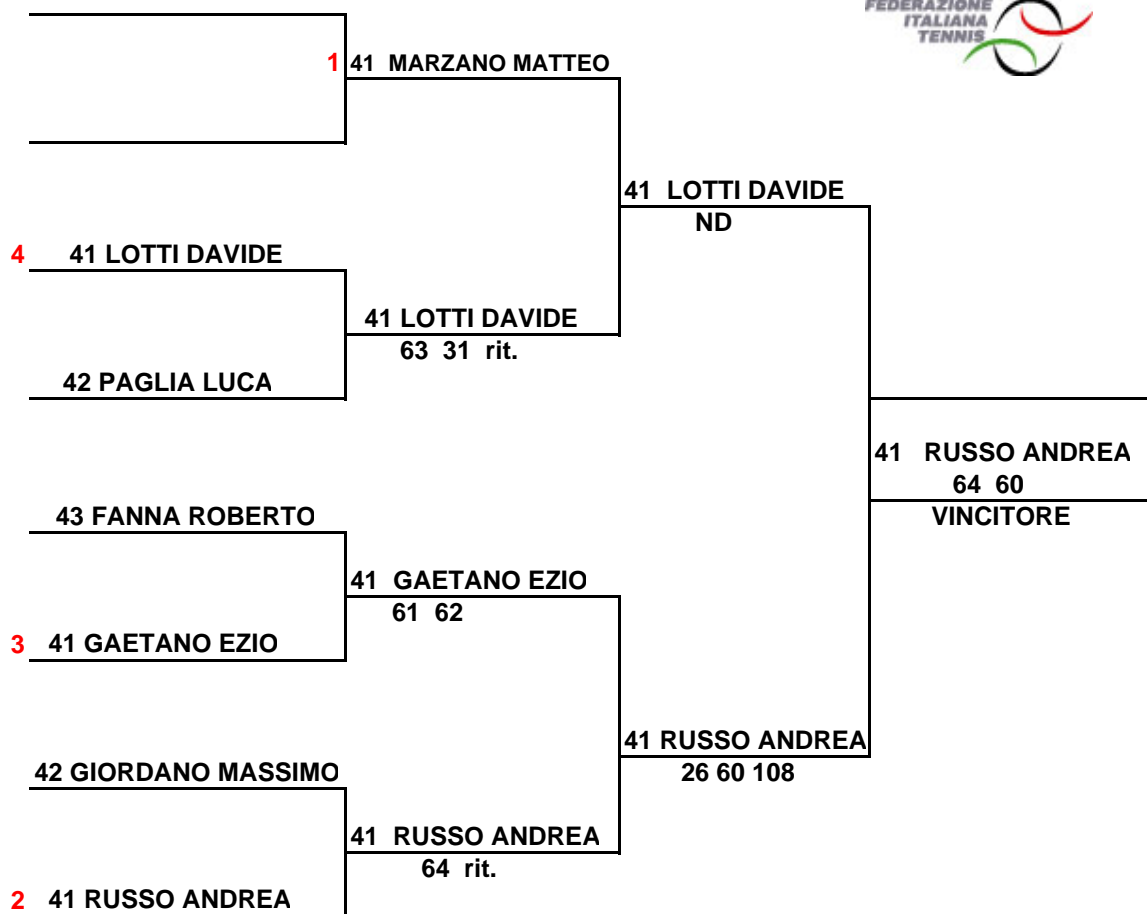 FEDERAZIONE
ITALIANA
TENNIS
1 41 MARZANO MATTEO
41 LOTTI DAVIDE
ND
4 41 LOTTI DAVIDE
41 LOTTI DAVIDE
63 31 rit.
42 PAGLIA LUCA
41 RUSSO ANDREA
64 60
VINCITORE
43 FANNA ROBERTO
41 GAETANO EZIO
61 62
3 41 GAETANO EZIO
41 RUSSO ANDREA
26 60 108
42 GIORDANO MASSIMO
41 RUSSO ANDREA
64 rit.
2 41 RUSSO ANDREA